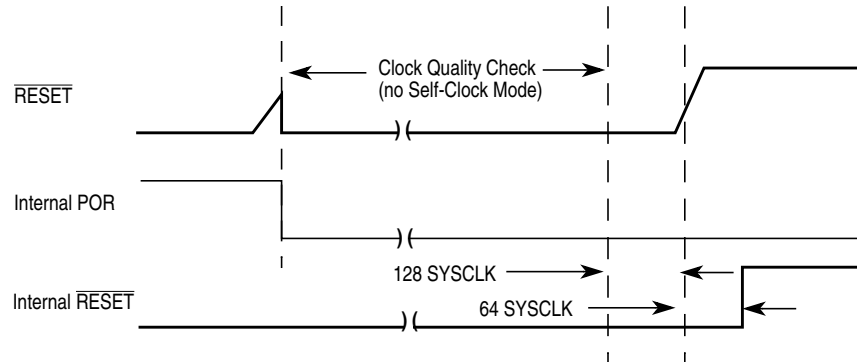 Clock Quality Check
(no Self-Clock Mode)
RESET
)(
Internal POR
)(
128 SYSCLK
Internal RESET
64 SYSCLK
)(